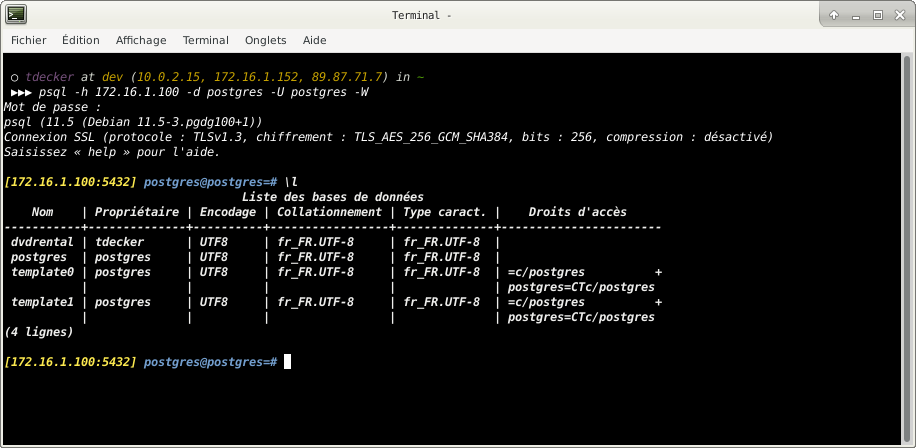 Terminal -
Fichier Édition Affichage Terminal Onglets Aide
○ tdecker at dev (10.0.2.15, 172.16.1.152, 89.87.71.7) in ~
▶▶▶ psql -h 172.16.1.100 -d postgres -U postgres -W
Mot de passe :
psql (11.5 (Debian 11.5-3.pgdg100+1))
Connexion SSL (protocole : TLSv1.3, chiffrement : TLS_AES_256_GCM_SHA384, bits : 256, compression : désactivé)
Saisissez « help » pour l'aide.
[172.16.1.100:5432] postgres@postgres=# \l
                                  Liste des bases de données
    Nom    | Propriétaire | Encodage | Collationnement | Type caract. |    Droits d'accès
-----------+--------------+----------+-----------------+--------------+-----------------------
 dvdrental | tdecker      | UTF8     | fr_FR.UTF-8     | fr_FR.UTF-8  |
 postgres  | postgres     | UTF8     | fr_FR.UTF-8     | fr_FR.UTF-8  |
 template0 | postgres     | UTF8     | fr_FR.UTF-8     | fr_FR.UTF-8  | =c/postgres          +
           |              |          |                 |              | postgres=CTc/postgres
 template1 | postgres     | UTF8     | fr_FR.UTF-8     | fr_FR.UTF-8  | =c/postgres          +
           |              |          |                 |              | postgres=CTc/postgres
(4 lignes)
[172.16.1.100:5432] postgres@postgres=#